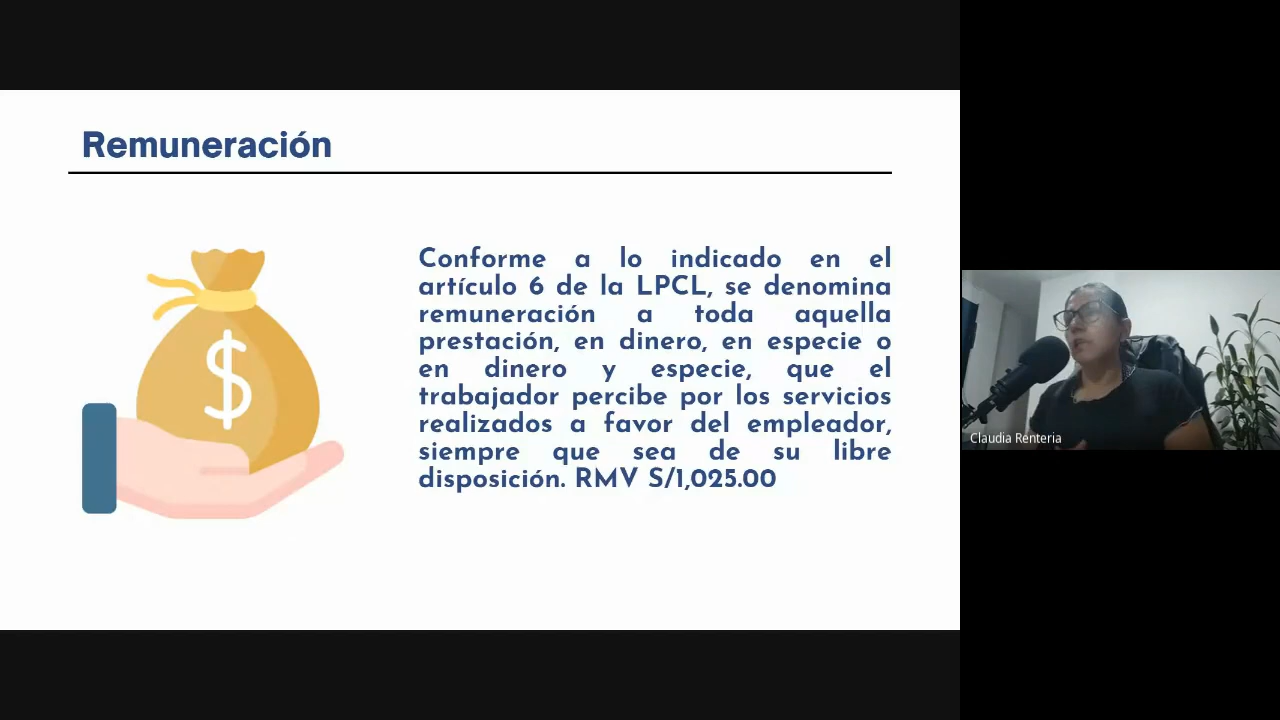 Remuneración
Conforme a lo indicado en el
artículo 6 de la LPCL, se denomina
remuneración a toda aquella
prestación, en dinero, en especie o
en dinero y especie, que el
trabajador percibe por los servicios
realizados a favor del empleador,
siempre que sea de su libre
disposición. RMV S/1,025.00
$
Claudia Renteria